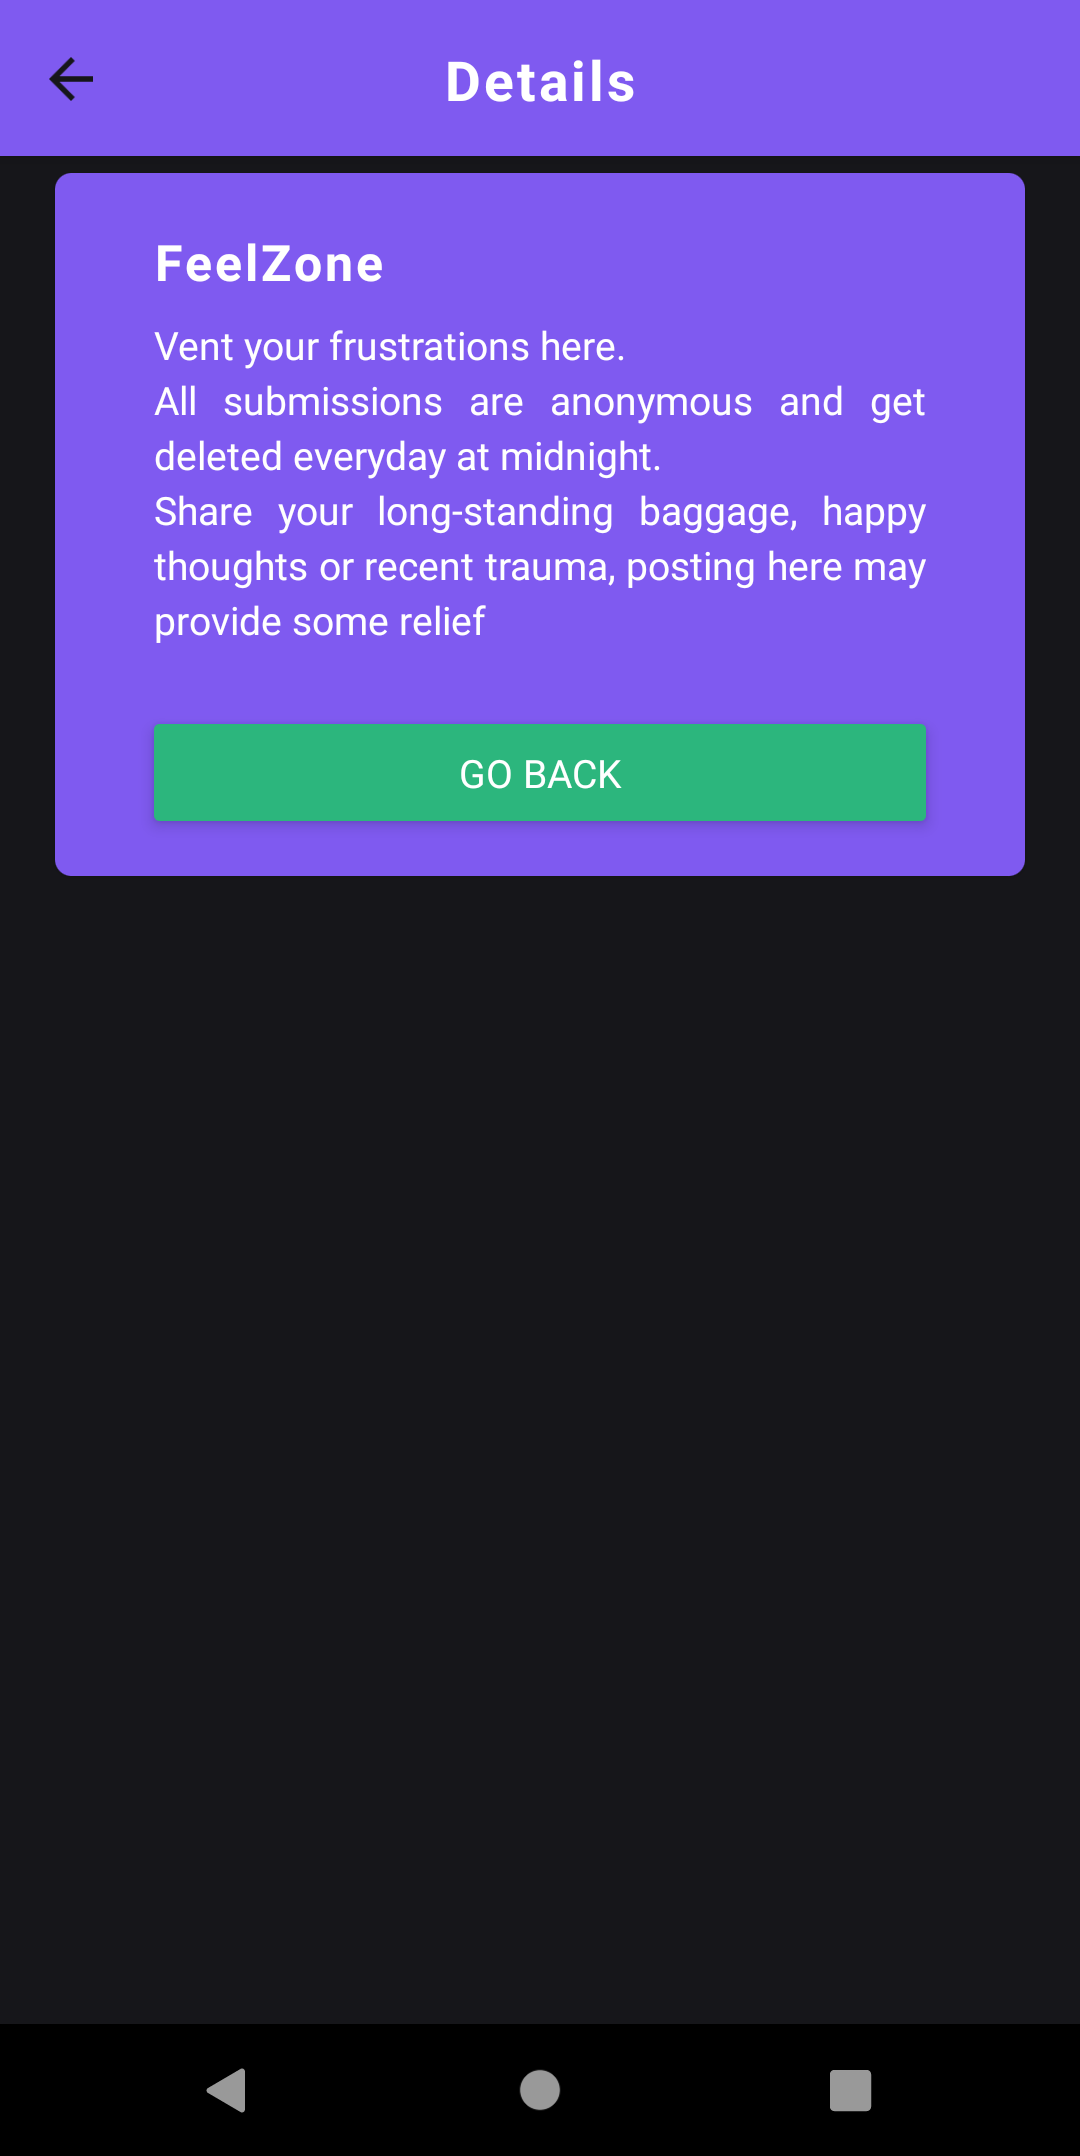 Details
FeelZone
Vent your frustrations here.
All submissions are anonymous and get
deleted everyday at midnight.
Share your long-standing baggage, happy
thoughts or recent trauma, posting here may
provide some relief
GO BACK